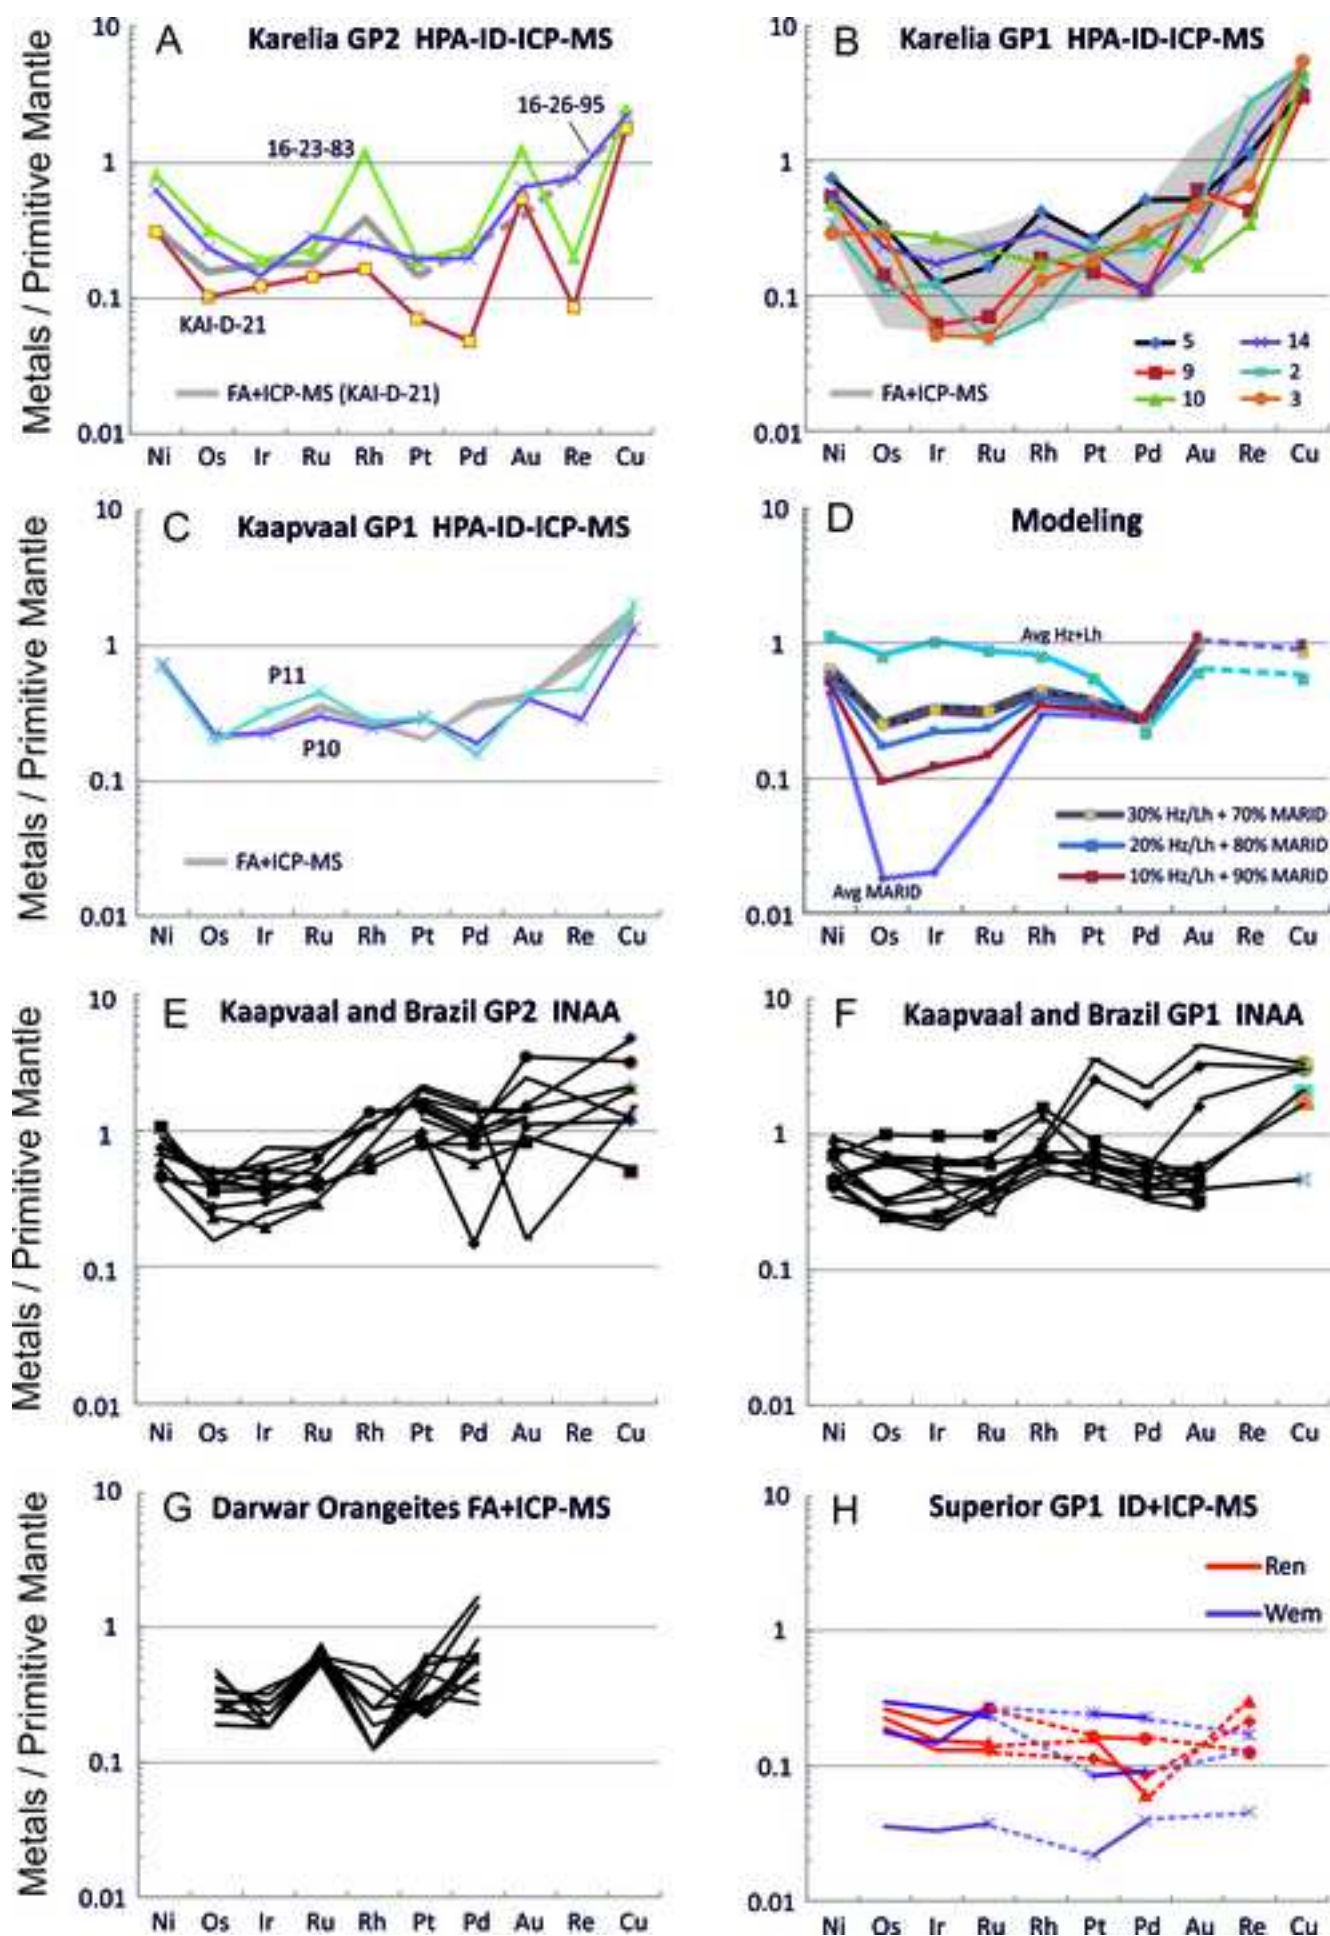 A Karelia GP2 HPA-ID-ICP-MS
Metals / Primitive Mantle
10
1
0.1
0.01
16-23-83
16-26-95
KAI-D-21
FA+ICP-MS (KAI-D-21)
Ni Os Ir Ru Rh Pt Pd Au Re Cu
B Karelia GP1 HPA-ID-ICP-MS
10
1
0.1
0.01
FA+ICP-MS
5 14
9 2
10 3
Ni Os Ir Ru Rh Pt Pd Au Re Cu
C Kaapvaal GP1 HPA-ID-ICP-MS
Metals / Primitive Mantle
10
1
0.1
0.01
P11
P10
FA+ICP-MS
Ni Os Ir Ru Rh Pt Pd Au Re Cu
D Modeling
10
1
0.1
0.01
Avg Hz+Lh
30% Hz/Lh + 70% MARID
20% Hz/Lh + 80% MARID
10% Hz/Lh + 90% MARID
Avg MARID
Ni Os Ir Ru Rh Pt Pd Au Re Cu
E Kaapvaal and Brazil GP2 INAA
Metals / Primitive Mantle
10
1
0.1
0.01
Ni Os Ir Ru Rh Pt Pd Au Re Cu
F Kaapvaal and Brazil GP1 INAA
10
1
0.1
0.01
Ni Os Ir Ru Rh Pt Pd Au Re Cu
G Darwar Orangeites FA+ICP-MS
Metals / Primitive Mantle
10
1
0.1
0.01
Ni Os Ir Ru Rh Pt Pd Au Re Cu
H Superior GP1 ID+ICP-MS
10
1
0.1
0.01
Ren
Wem
Ni Os Ir Ru Rh Pt Pd Au Re Cu